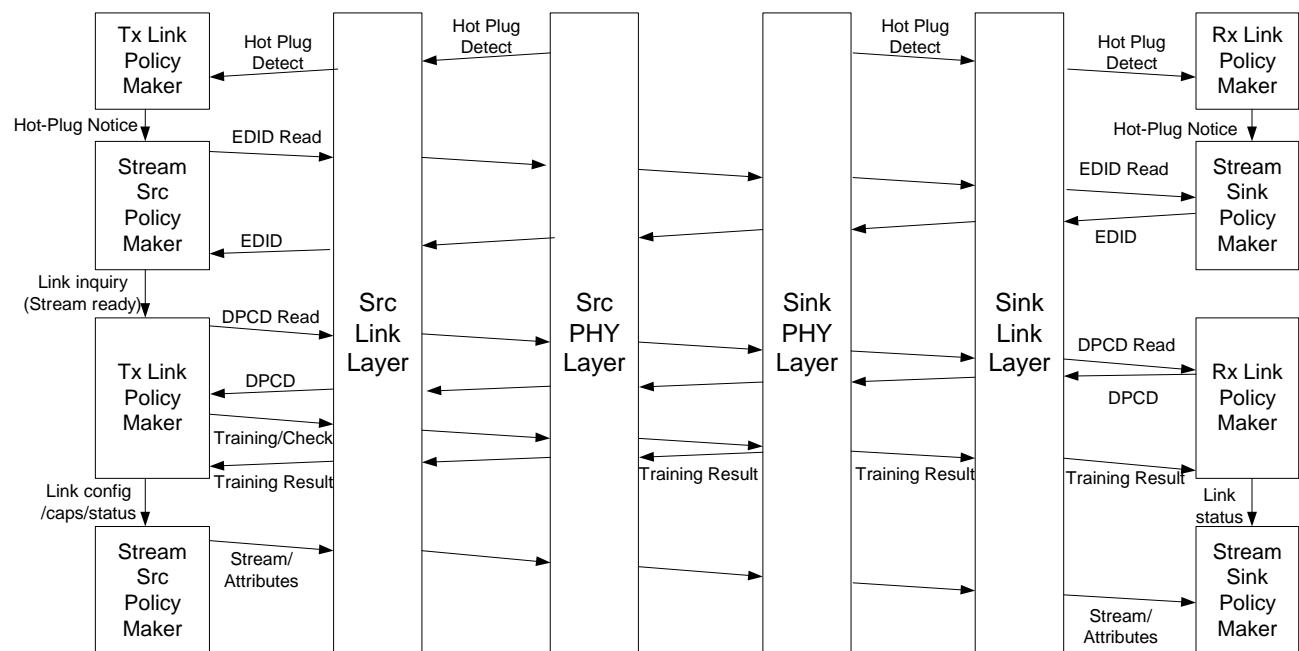 Tx Link
Policy
Maker
Hot Plug
Detect
Hot Plug
Detect
Hot Plug
Detect
Hot Plug
Detect
Rx Link
Policy
Maker
Hot-Plug Notice
Hot-Plug Notice
Stream
Src
Policy
Maker
EDID Read
EDID
EDID Read
EDID
Stream
Sink
Policy
Maker
Link inquiry
(Stream ready)
Src
Link
Layer
Src
PHY
Layer
Sink
PHY
Layer
Sink
Link
Layer
Tx Link
Policy
Maker
DPCD Read
DPCD
Training/Check
Training Result
Training Result
Training Result
Training Result
DPCD Read
DPCD
Rx Link
Policy
Maker
Link config
/caps/status
Link
status
Stream
Src
Policy
Maker
Stream/
Attributes
Stream/
Attributes
Stream
Sink
Policy
Maker